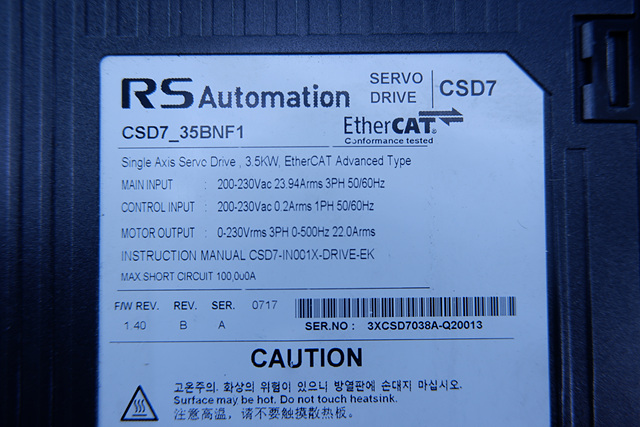 RS Automation
SERVO DRIVE
CSD7
CSD7_35BNF1
EtherCAT®
Conformance tested
Single Axis Servo Drive , 3.5KW, EtherCAT Advanced Type
MAIN INPUT : 200-230Vac 23.94Arms 3PH 50/60Hz
CONTROL INPUT : 200-230Vac 0.2Arms 1PH 50/60Hz
MOTOR OUTPUT : 0-230Vrms 3PH 0-500Hz 22.0Arms
INSTRUCTION MANUAL CSD7-IN001X-DRIVE-EK
MAX.SHORT CIRCUIT 100,000A
F/W REV. REV. SER. 0717
1.40 B A
SER.NO : 3XCSD7038A-Q20013
CAUTION
고온주의. 화상의 위험이 있으니 방열판에 손대지 마십시오.
Surface may be hot. Do not touch heatsink.
注意高温, 请不要触摸散热板。